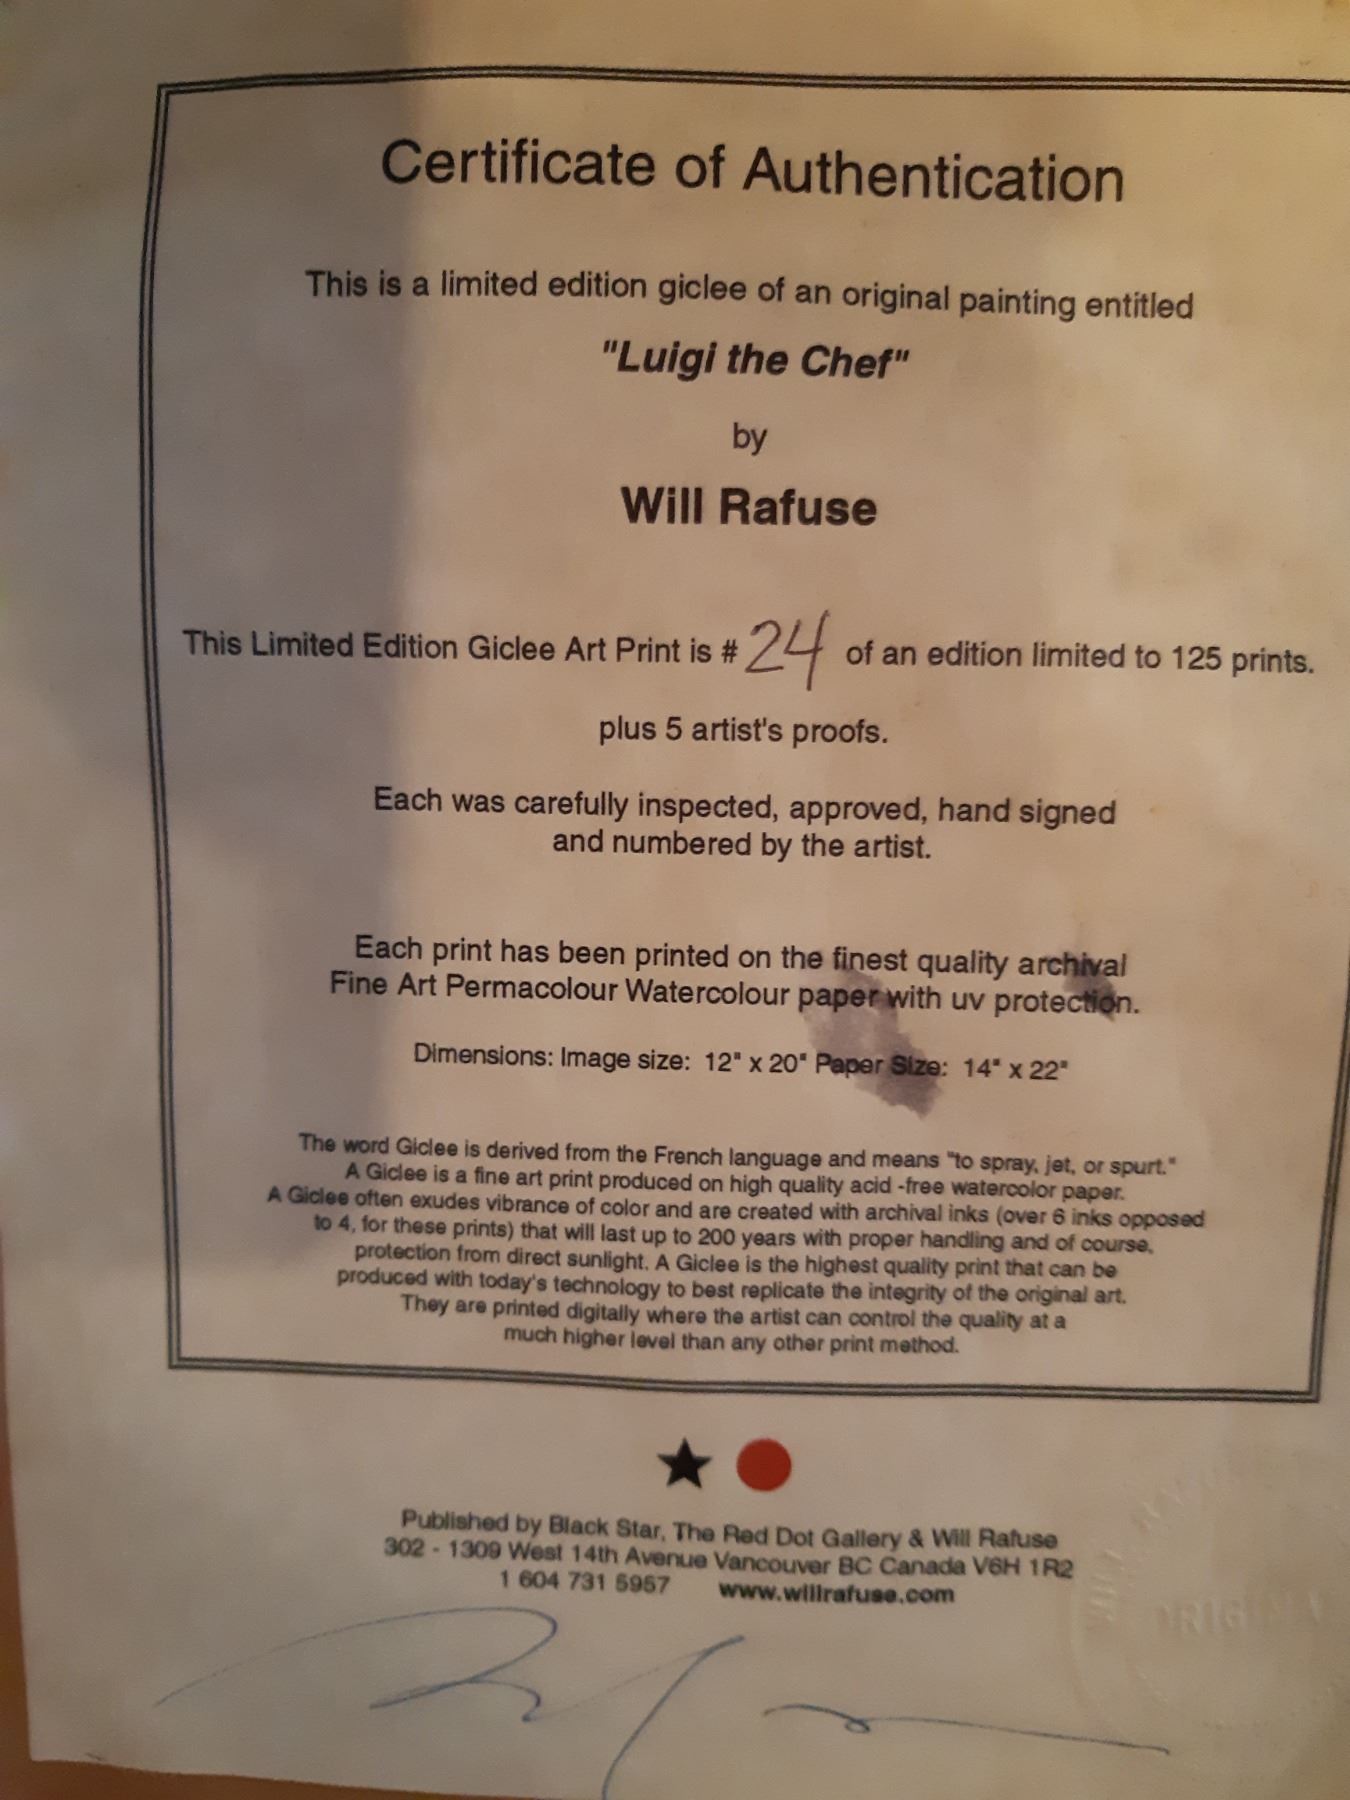 Certificate of Authentication
This is a limited edition giclee of an original painting entitled
"Luigi the Chef"
by
Will Rafuse
This Limited Edition Giclee Art Print is # 24 of an edition limited to 125 prints.
plus 5 artist's proofs.
Each was carefully inspected, approved, hand signed
and numbered by the artist.
Each print has been printed on the finest quality archival
Fine Art Permacolour Watercolour paper with uv protection.
Dimensions: Image size: 12" x 20" Paper Size: 14" x 22"
The word Giclee is derived from the French language and means "to spray, jet, or spurt."
A Giclee is a fine art print produced on high quality acid -free watercolor paper.
A Giclee often exudes vibrance of color and are created with archival inks (over 6 inks opposed
to 4, for these prints) that will last up to 200 years with proper handling and of course,
protection from direct sunlight. A Giclee is the highest quality print that can be
produced with today's technology to best replicate the integrity of the original art.
They are printed digitally where the artist can control the quality at a
much higher level than any other print method.
Published by Black Star, The Red Dot Gallery & Will Rafuse
302 - 1309 West 14th Avenue Vancouver BC Canada V6H 1R2
1 604 731 5957 www.willrafuse.com